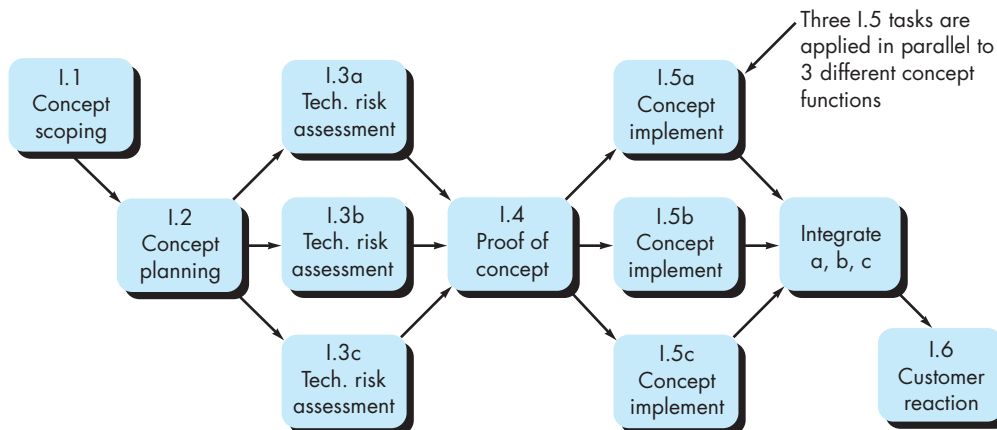 Three I.5 tasks are
applied in parallel to
3 different concept
functions
I.1
Concept
scoping
I.3a
Tech. risk
assessment
I.5a
Concept
implement
I.2
Concept
planning
I.3b
Tech. risk
assessment
I.4
Proof of
concept
I.5b
Concept
implement
Integrate
a, b, c
I.3c
Tech. risk
assessment
I.5c
Concept
implement
I.6
Customer
reaction